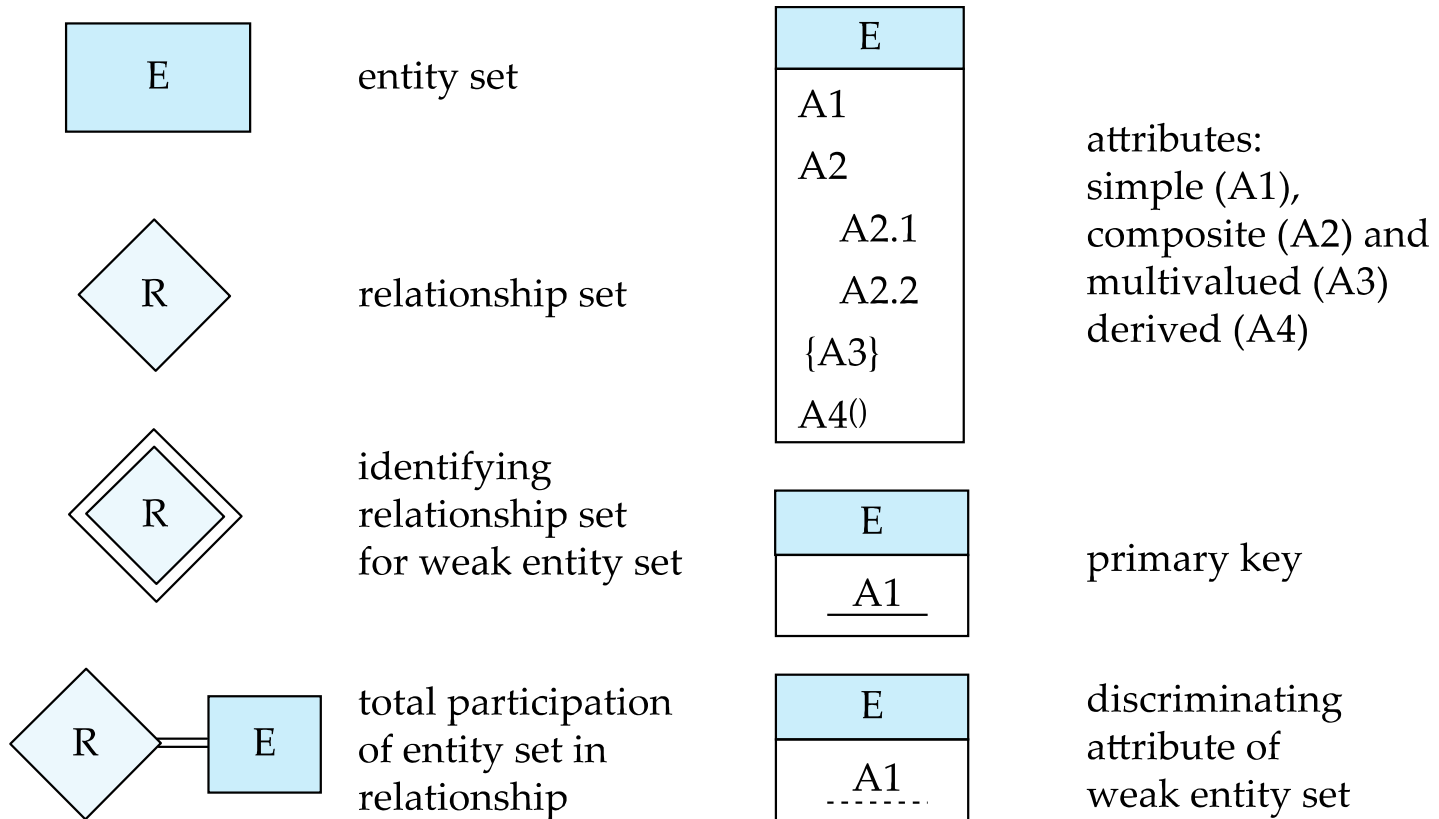 E
entity set
R
relationship set
R
identifying
relationship set
for weak entity set
R
E
total participation
of entity set in
relationship
E
A1
A2
A2.1
A2.2
{A3}
A4()
attributes:
simple (A1),
composite (A2) and
multivalued (A3)
derived (A4)
E
A1
primary key
E
A1
discriminating
attribute of
weak entity set